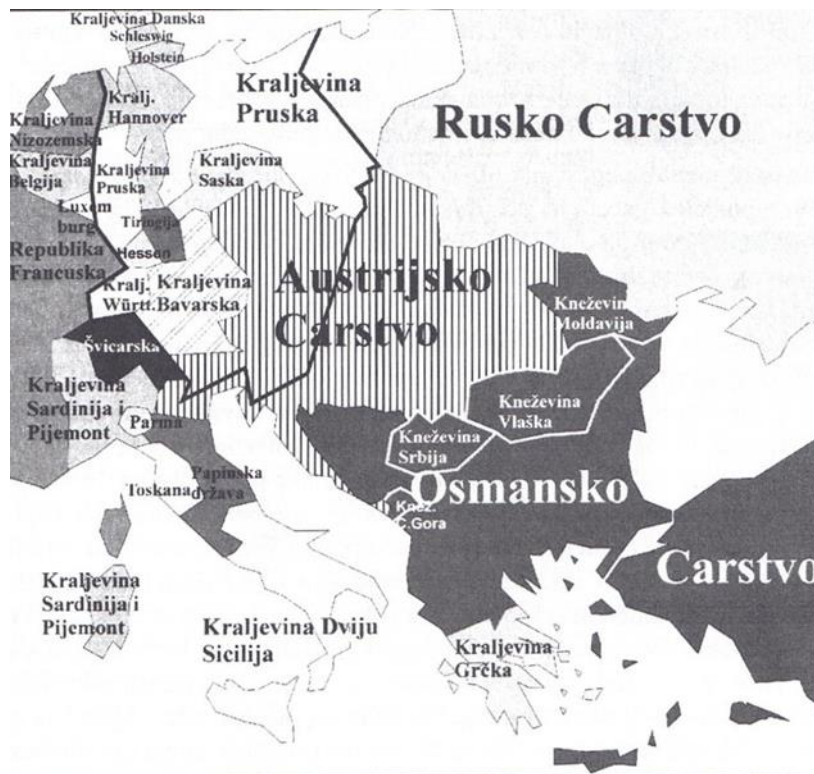 Kraljevina Danska
Schleswig
Holstein
Kralj.
Hannover
Kraljevina
Pruska
Rusko Carstvo
Kraljevina
Nizozemska
Kraljevina
Belgija
Kraljevina
Pruska
Kraljevina
Saska
Luxem
burg
Tiringija
Republika
Francuska
Hessen
Kralj.
Württ.
Kraljevina
Bavarska
Austrijsko
Carstvo
Kneževina
Moldavija
Švicarska
Kraljevina
Sardinija i
Pijemont
Parma
Kneževina
Vlaška
Kneževina
Srbija
Toskana
Papinska
država
Osmansko
Knež.
C.Gora
Carstvo
Kraljevina
Sardinija i
Pijemont
Kraljevina Dviju
Sicilija
Kraljevina
Grčka